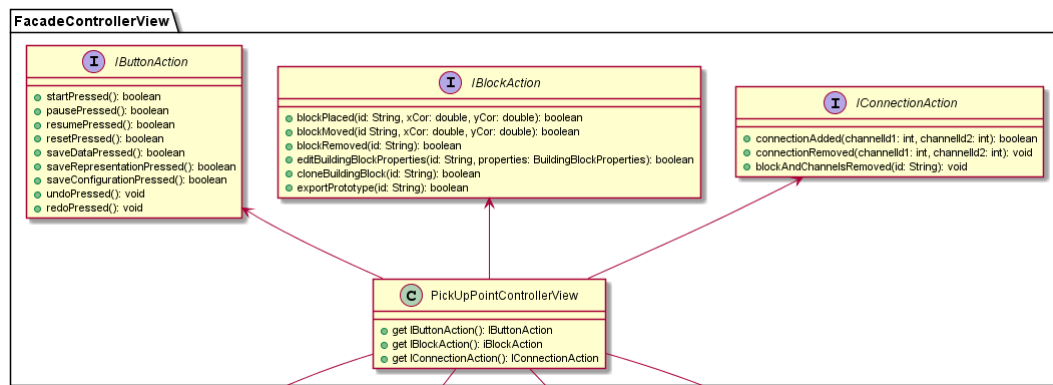 FacadeControllerView
I IButtonAction
startPressed(): boolean
pausePressed(): boolean
resumePressed(): boolean
resetPressed(): boolean
saveDataPressed(): boolean
saveRepresentationPressed(): boolean
saveConfigurationPressed(): boolean
undoPressed(): void
redoPressed(): void
I IBlockAction
blockPlaced(id: String, xCor: double, yCor: double): boolean
blockMoved(id String, xCor: double, yCor: double): boolean
blockRemoved(id: String): boolean
editBuildingBlockProperties(id: String, properties: BuildingBlockProperties): boolean
cloneBuildingBlock(id: String): boolean
exportPrototype(id: String): boolean
I IConnectionAction
connectionAdded(channelId1: int, channelId2: int): boolean
connectionRemoved(channelId1: int, channelId2: int): void
blockAndChannelsRemoved(id: String): void
C PickUpPointControllerView
get IButtonAction(): IButtonAction
get IBlockAction(): iBlockAction
get IConnectionAction(): IConnectionAction